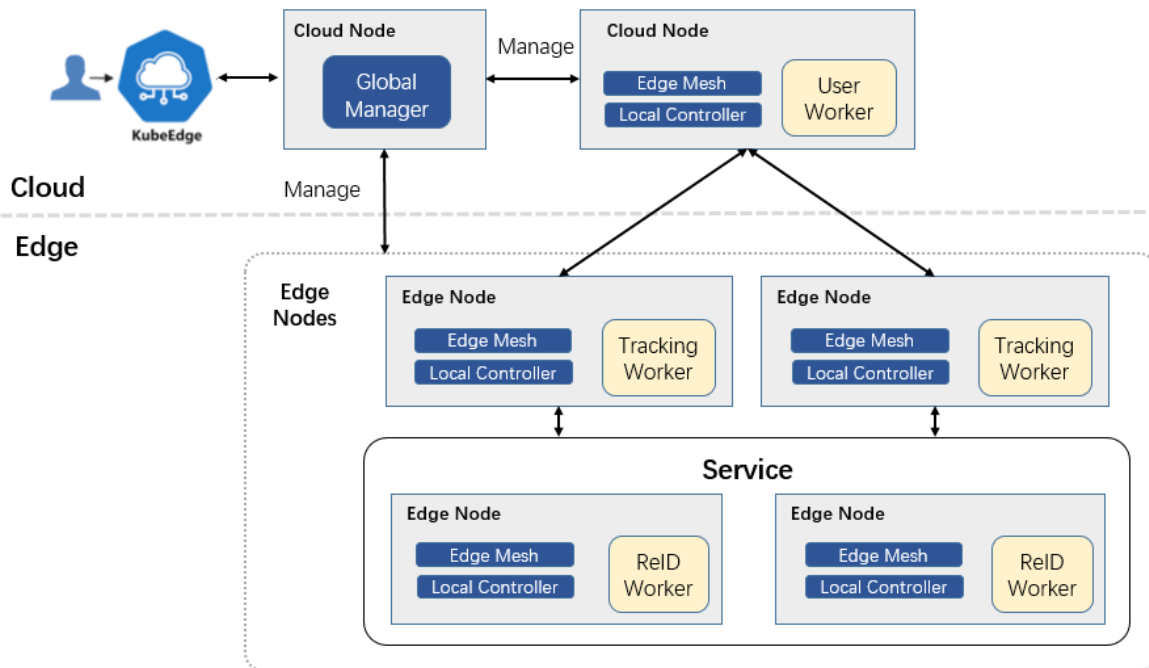 Cloud Node
Global
Manager
Manage
Cloud Node
Edge Mesh
Local Controller
User
Worker
KubeEdge
Cloud
Manage
Edge
Edge
Nodes
Edge Node
Edge Mesh
Local Controller
Tracking
Worker
Edge Node
Edge Mesh
Local Controller
Tracking
Worker
Service
Edge Node
Edge Mesh
Local Controller
ReID
Worker
Edge Node
Edge Mesh
Local Controller
ReID
Worker